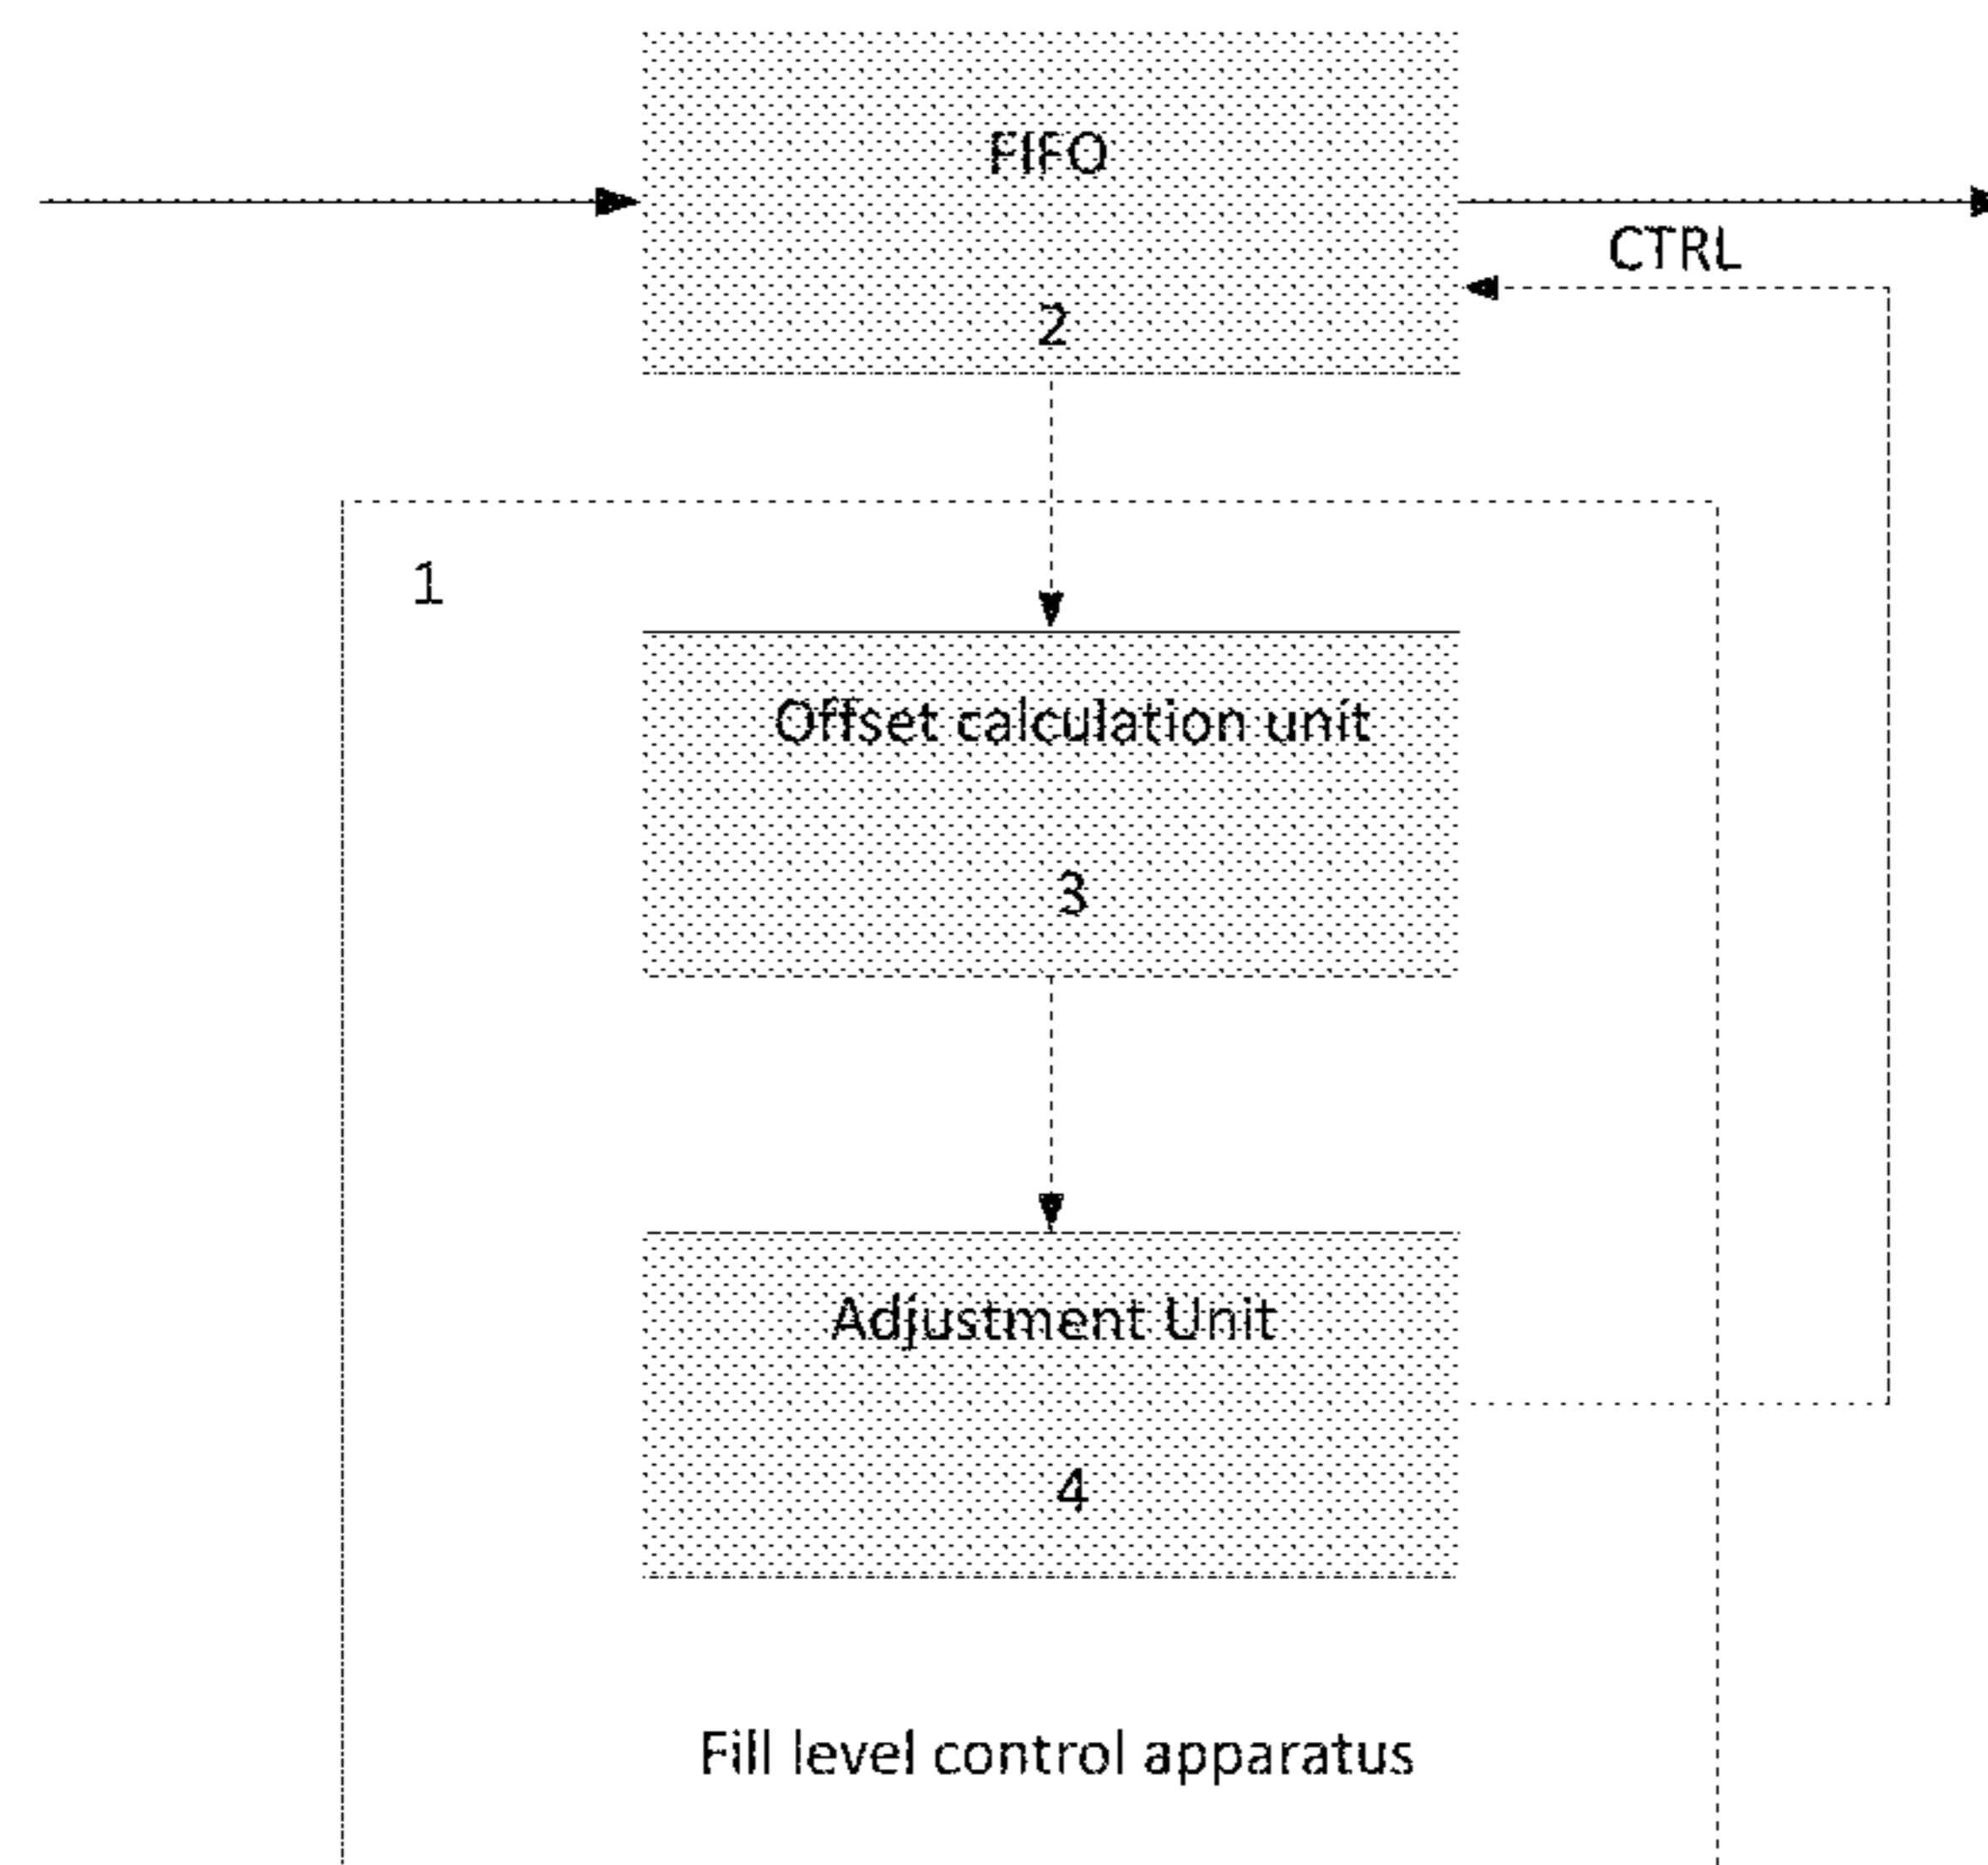 FIFO
CTRL
2
1
Offset calculation unit
3
Adjustment Unit
4
Fill level control apparatus